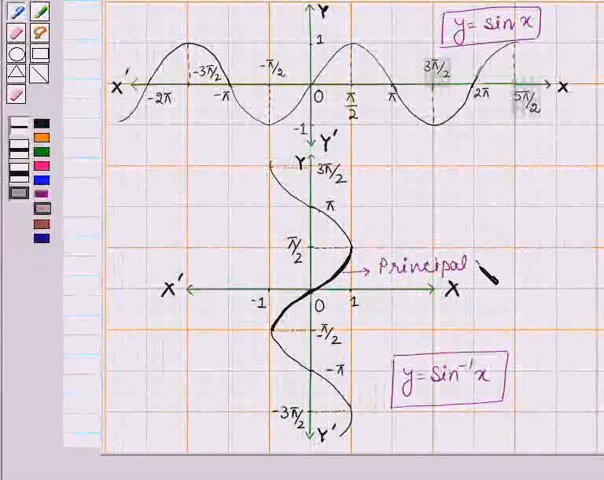 Y
y = sin x
1
-3π/2
-π/2
3π/2
X'
-2π
-π
0
π/2
π
2π
5π/2
X
-1
Y'
Y
3π/2
π
π/2
Principal
X'
-1
0
1
X
-π/2
-π
y = sin⁻¹x
-3π/2
Y'